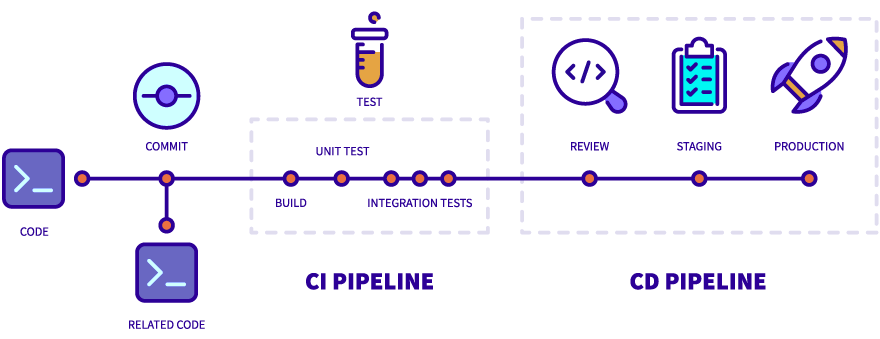 TEST
COMMIT
UNIT TEST
REVIEW
STAGING
PRODUCTION
BUILD
INTEGRATION TESTS
CODE
CI PIPELINE
CD PIPELINE
RELATED CODE